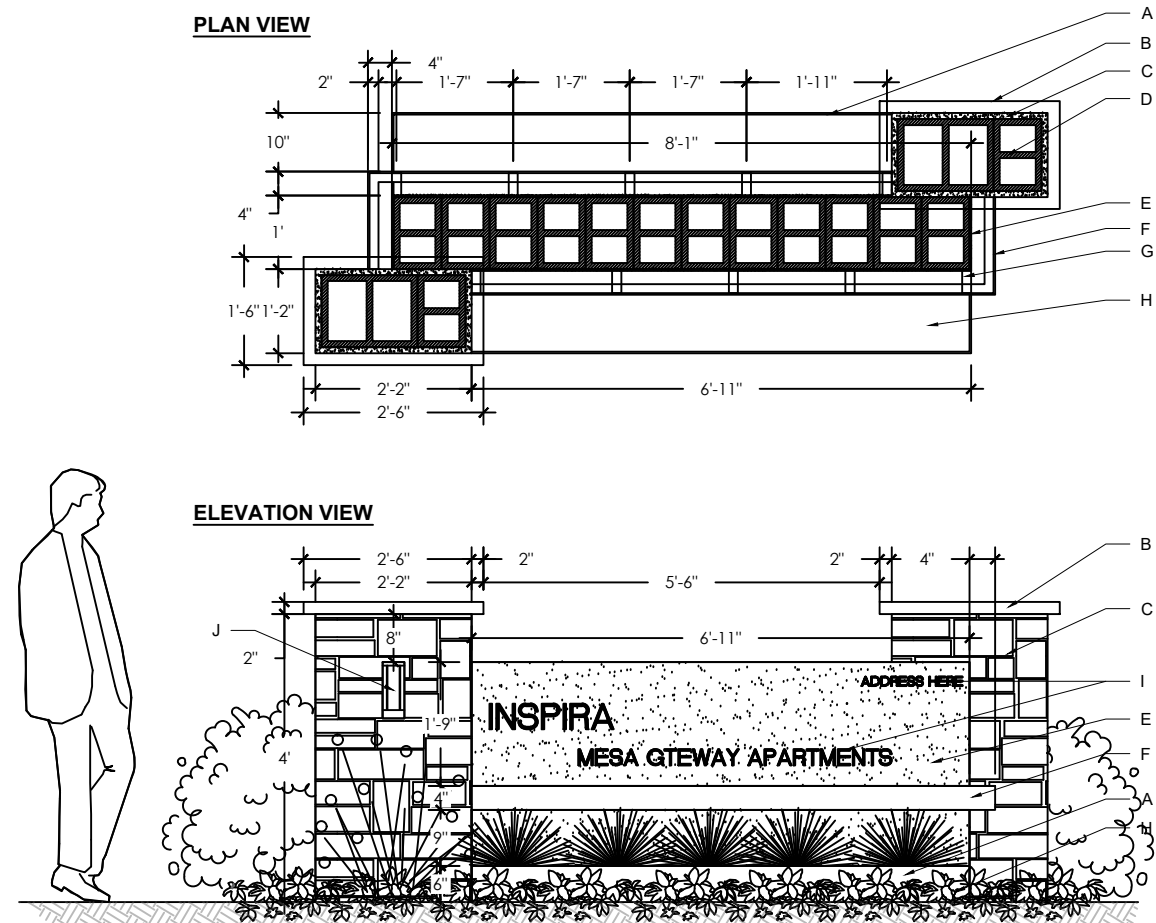 PLAN VIEW
A
B
C
D
4"
2"
1'-7"
1'-7"
1'-7"
1'-11"
10"
8'-1"
4"
1'
E
F
G
H
1'-6"
1'-2"
2'-2"
6'-11"
2'-6"
ELEVATION VIEW
2'-6"
2"
2"
4"
B
2'-2"
5'-6"
C
J
8"
6'-11"
2"
ADDRESS HERE
I
INSPIRA
1'-9"
E
MESA GTEWAY APARTMENTS
4'
F
4"
A
9"
H
6"